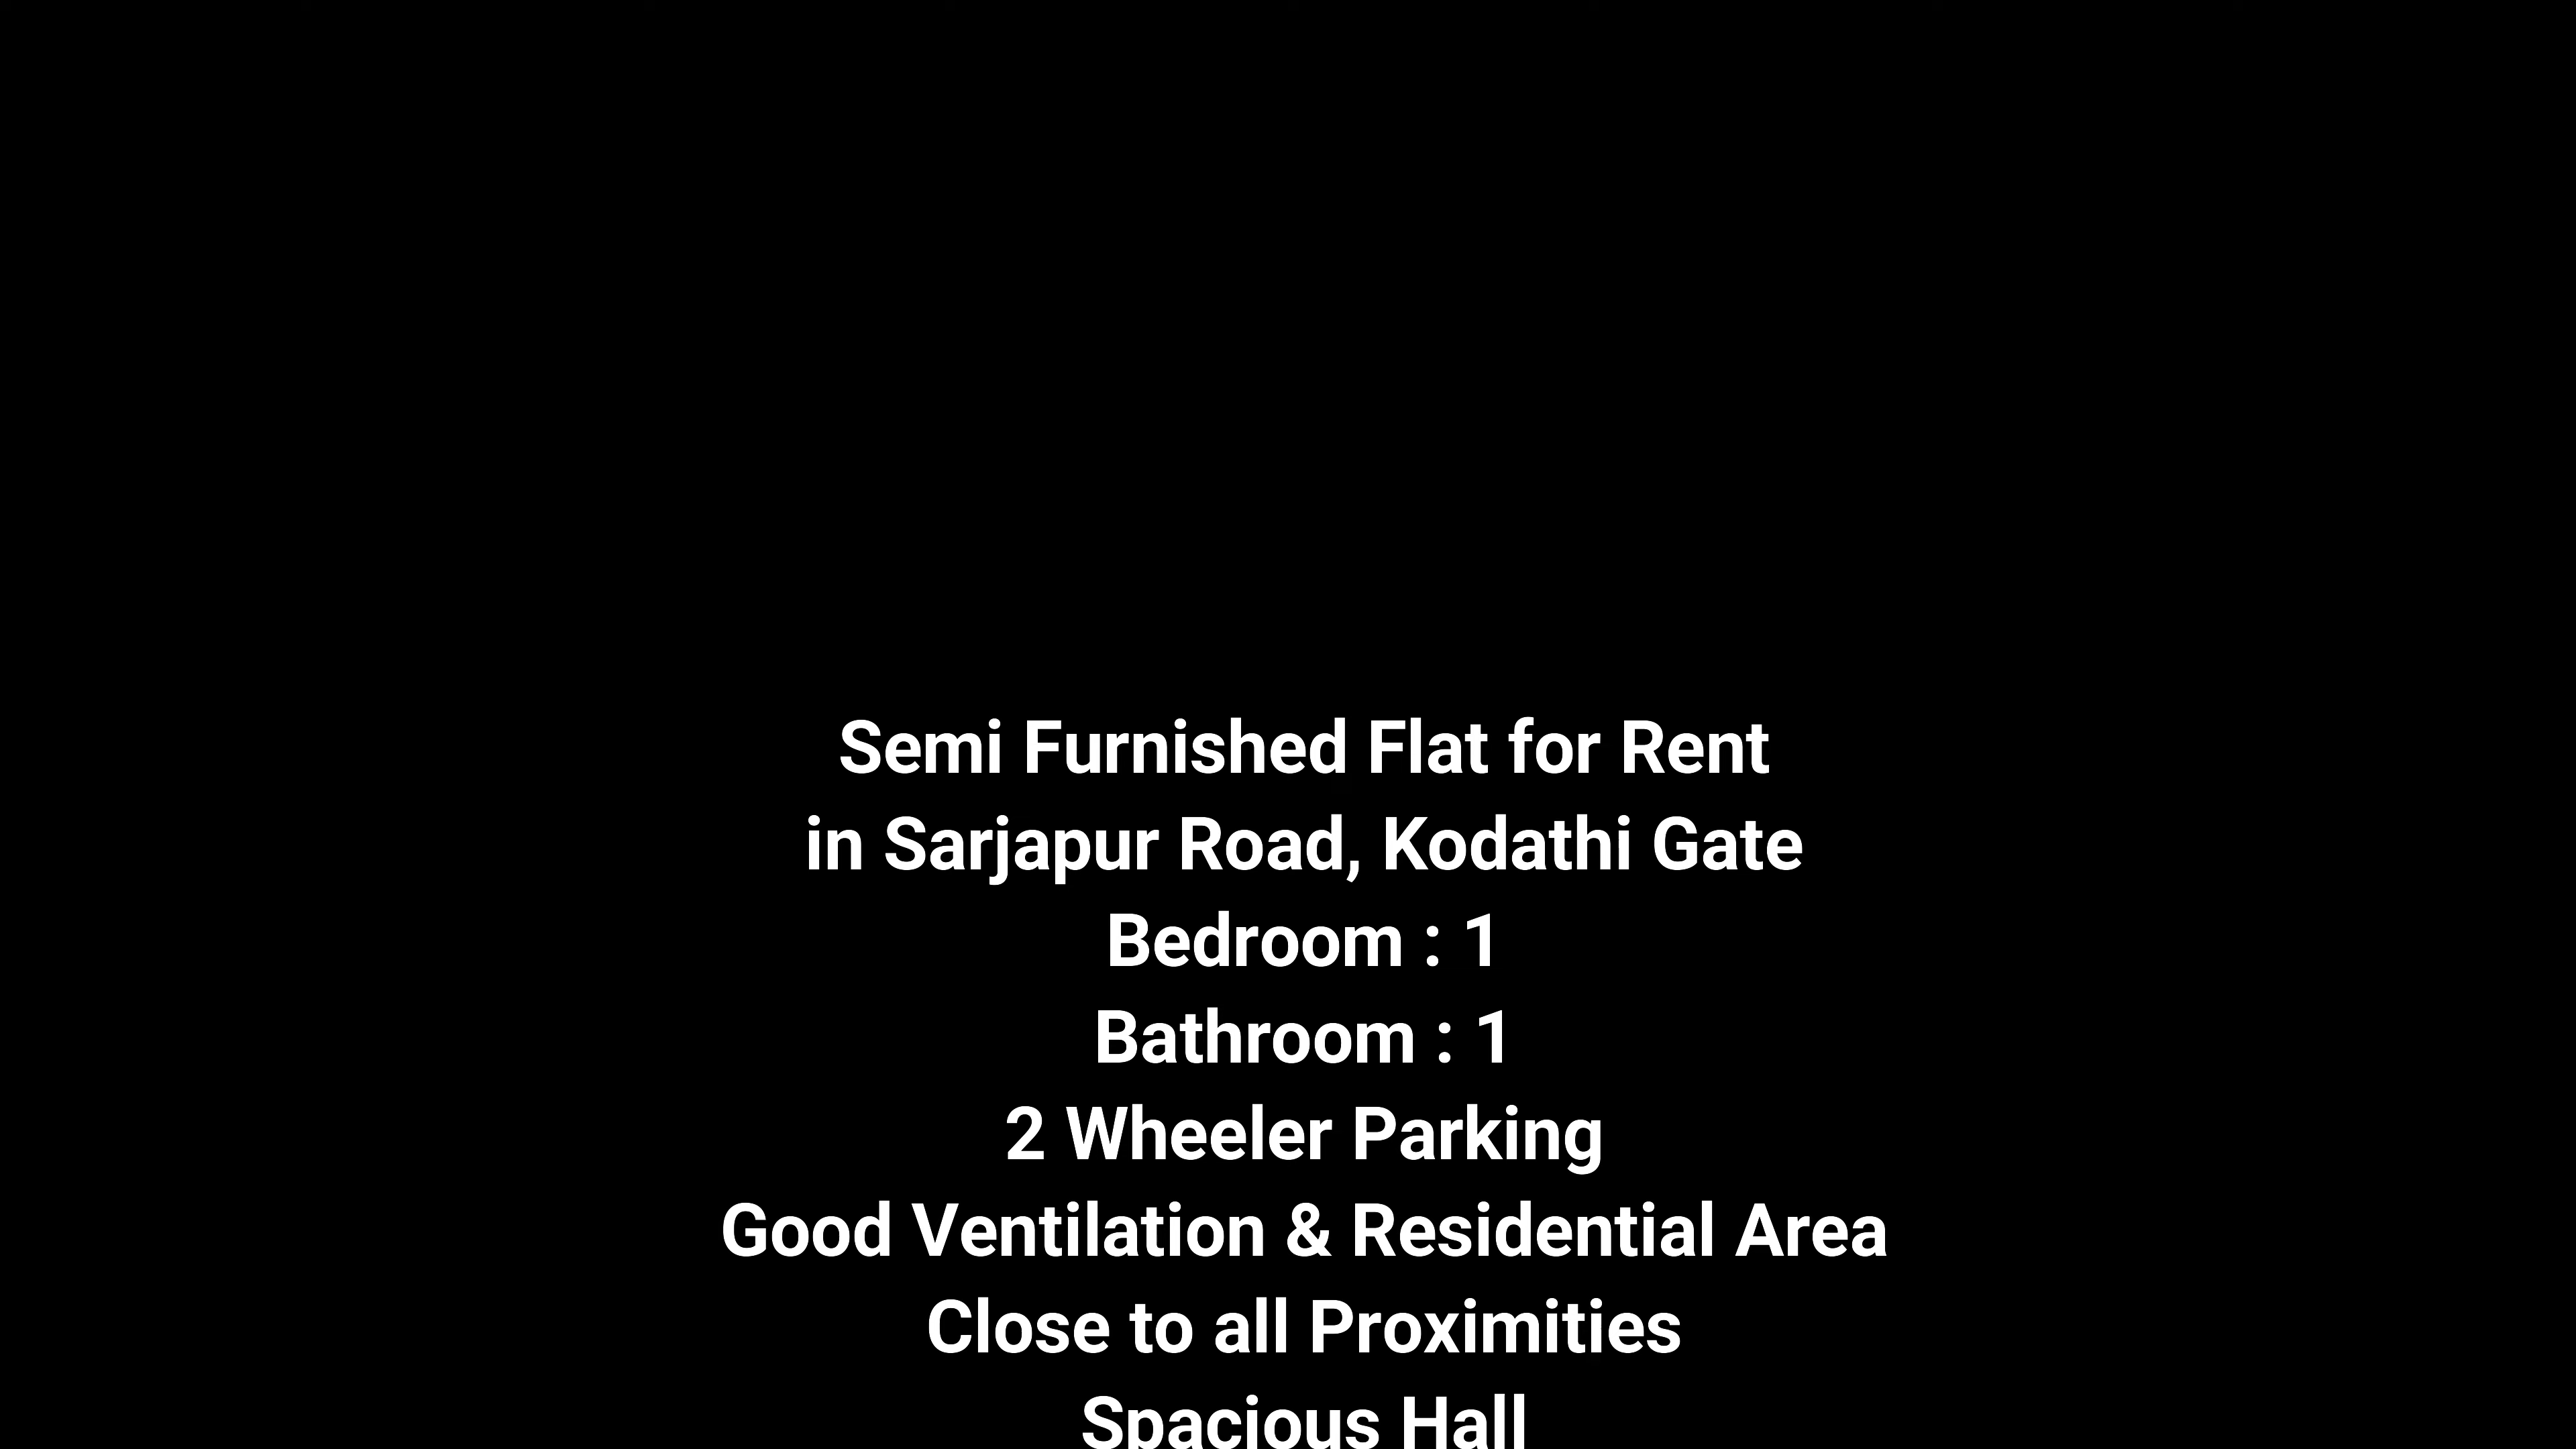 Semi Furnished Flat for Rent
in Sarjapur Road, Kodathi Gate
Bedroom : 1
Bathroom : 1
2 Wheeler Parking
Good Ventilation & Residential Area
Close to all Proximities
Spacious Hall